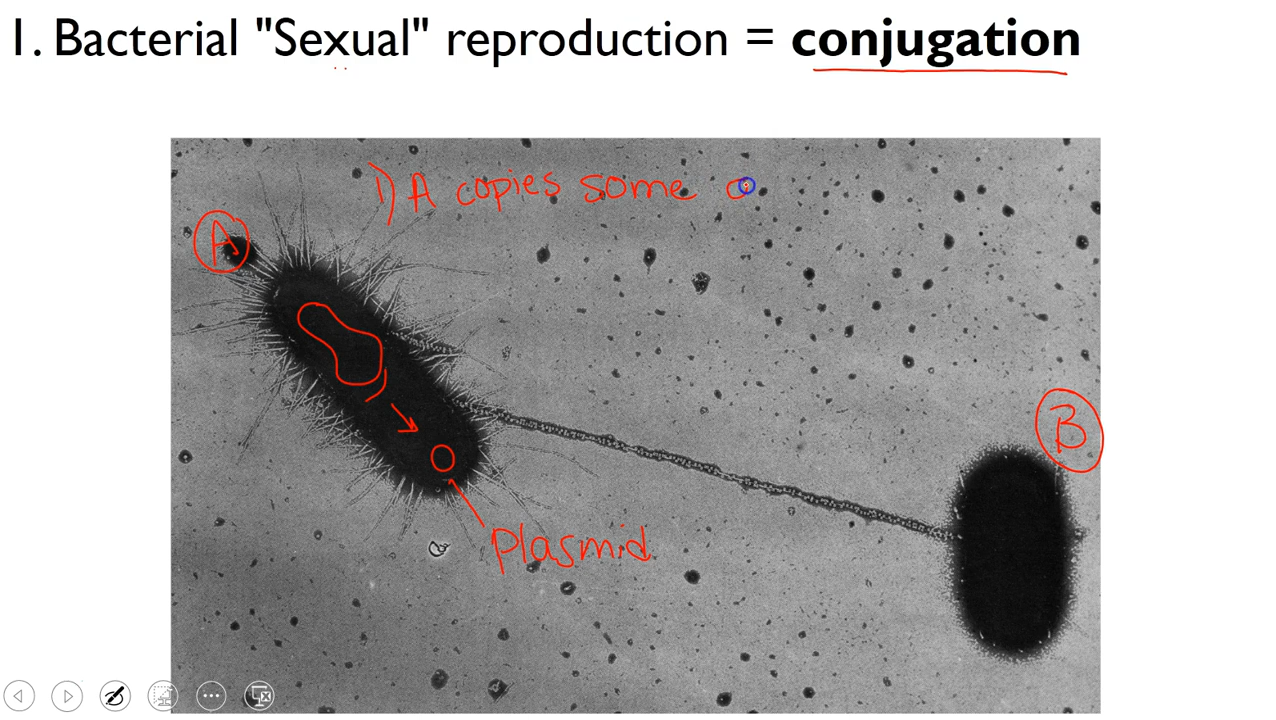 1. Bacterial "Sexual" reproduction = conjugation
1) A copies some o
A
B
Plasmid